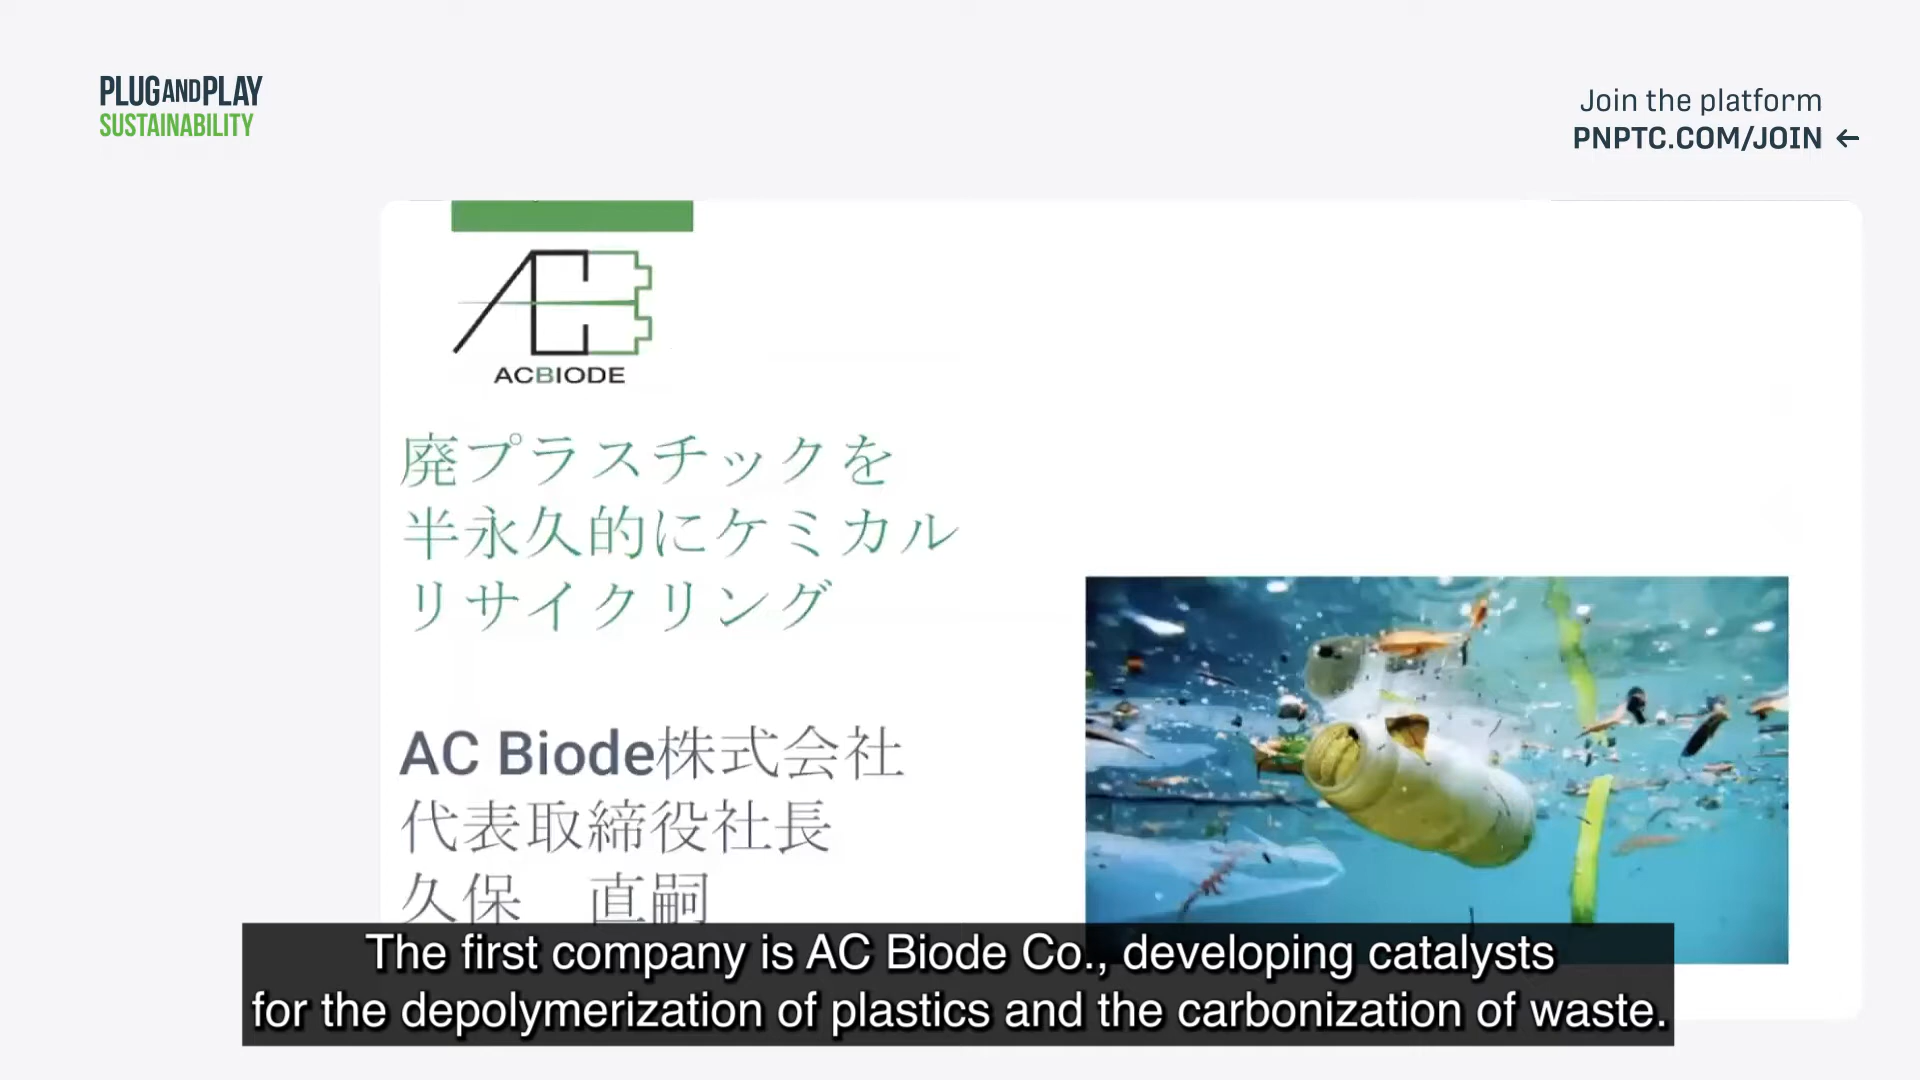 PLUGANDPLAY
SUSTAINABILITY
Join the platform
PNPTC.COM/JOIN ←
ACBIODE
廃プラスチックを
半永久的にケミカル
リサイクリング
AC Biode株式会社
代表取締役社長
久保　直嗣
The first company is AC Biode Co., developing catalysts
for the depolymerization of plastics and the carbonization of waste.